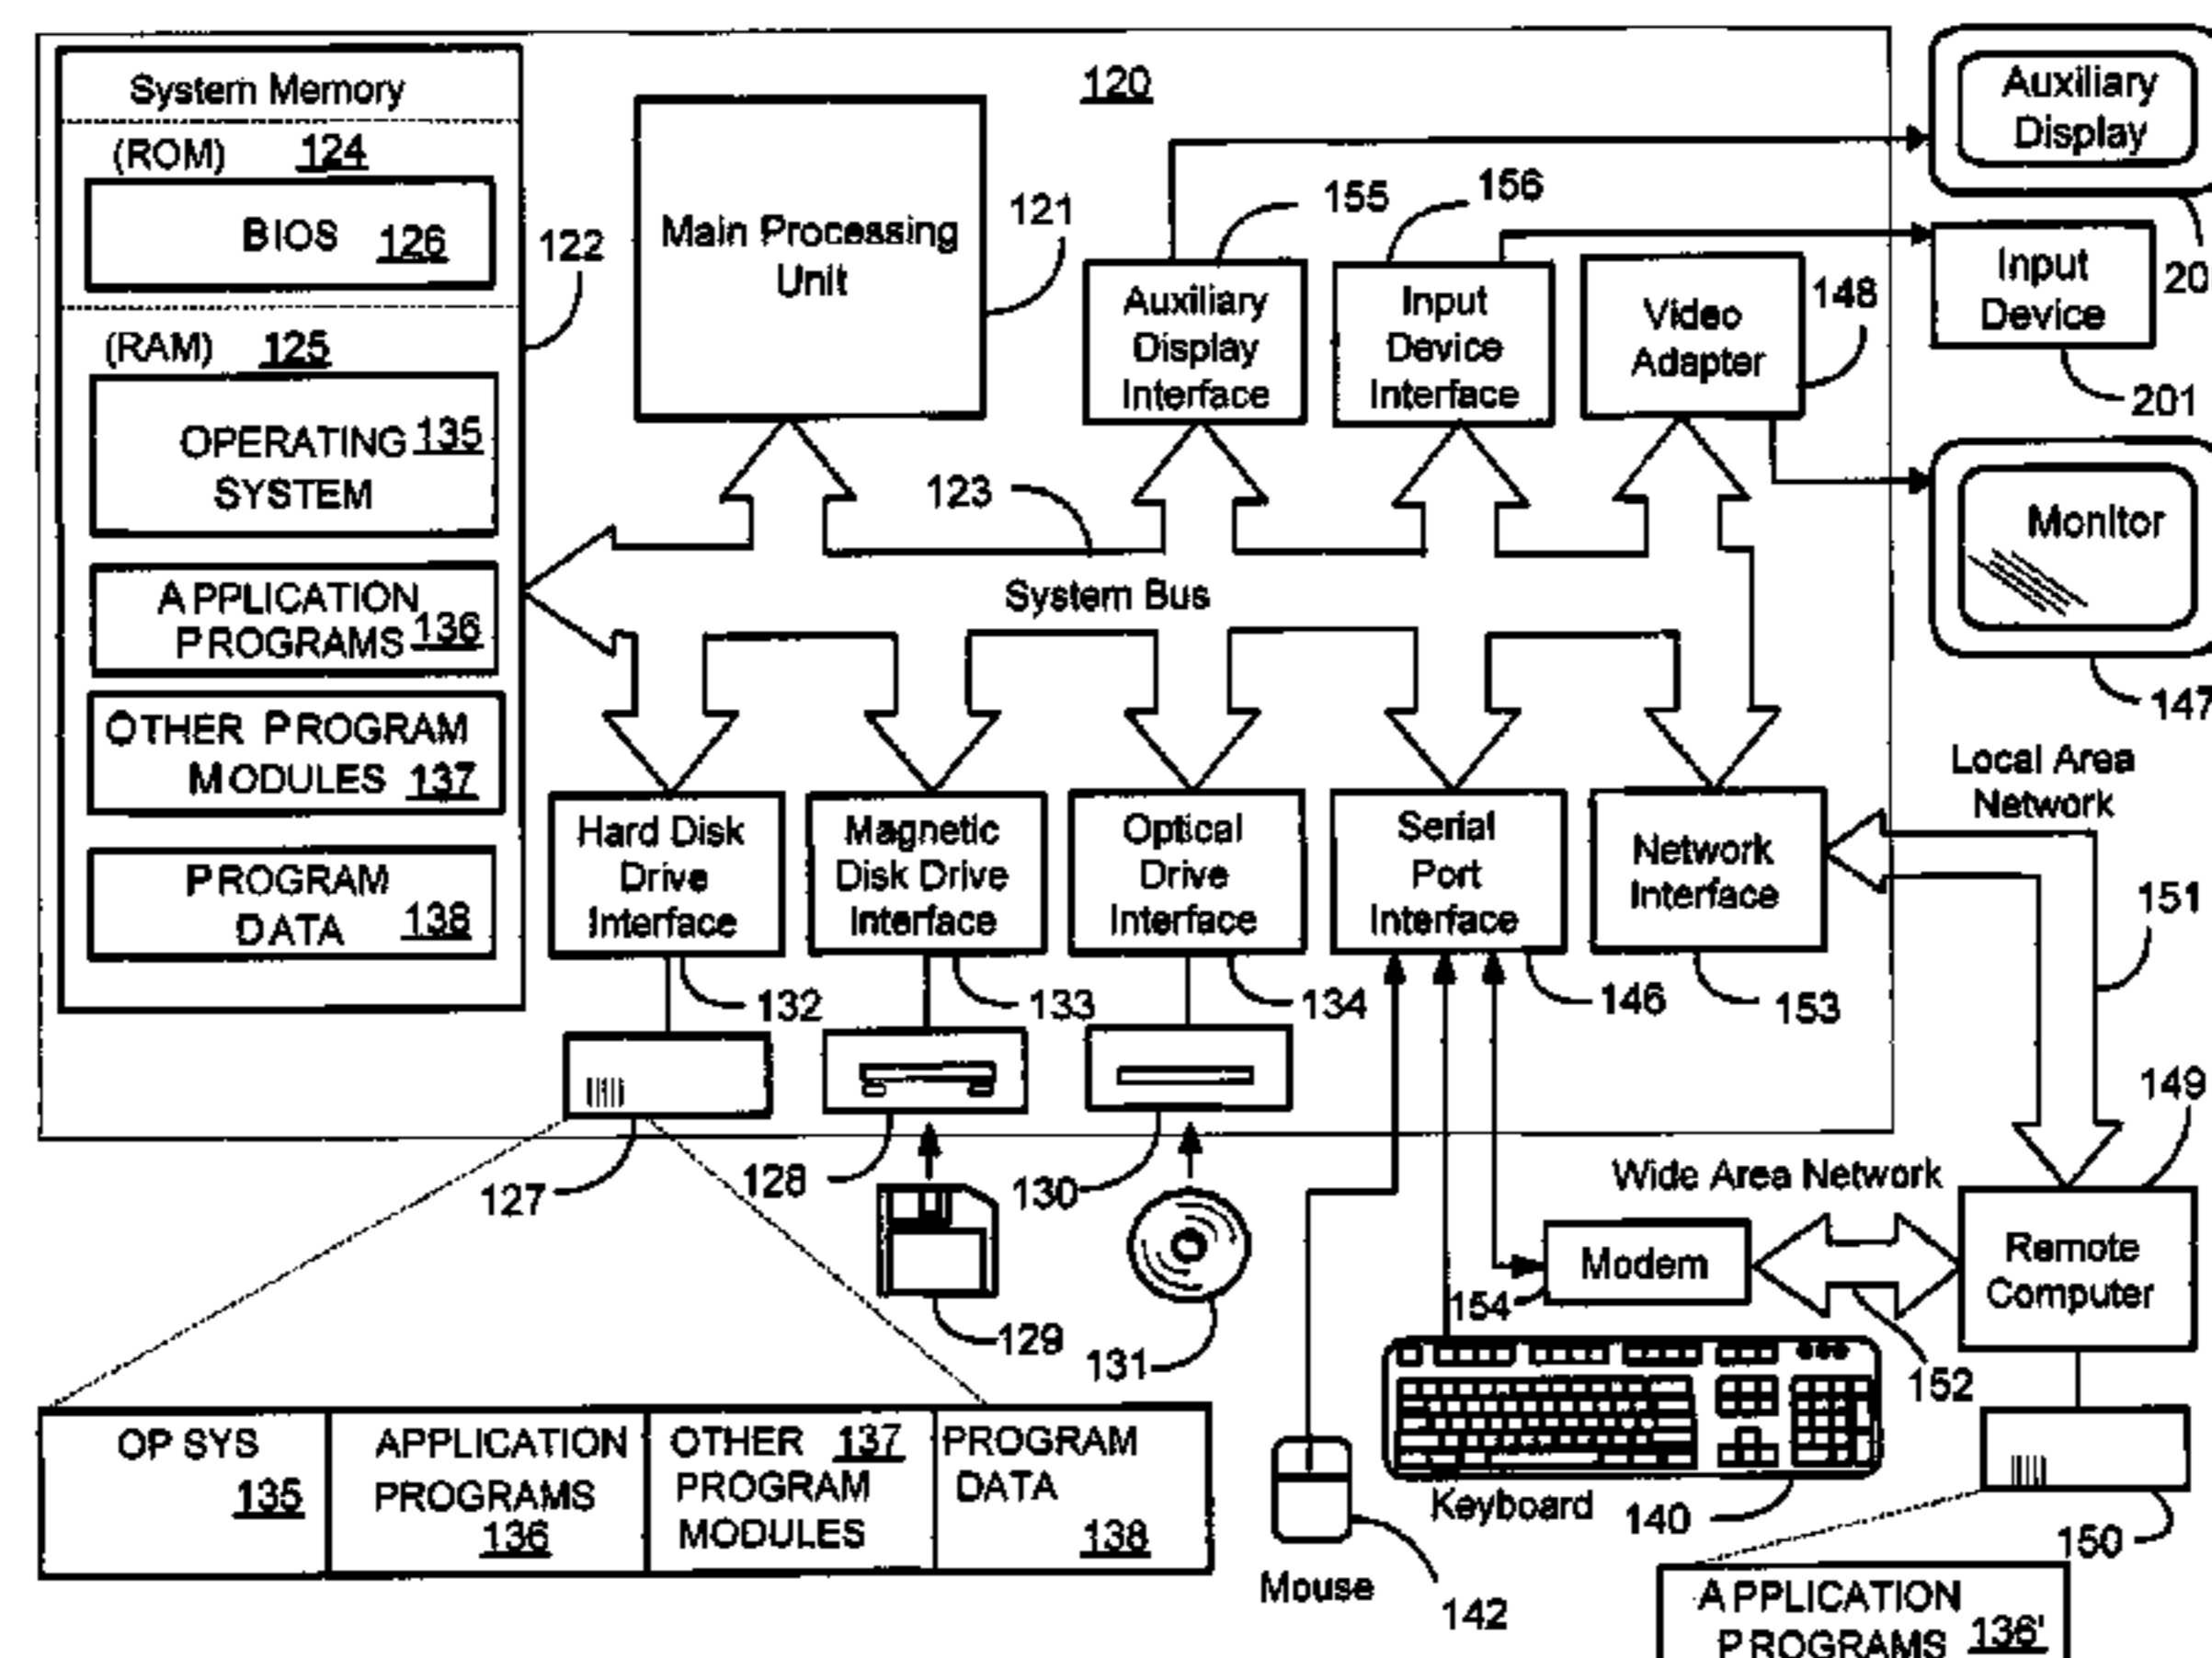 System Memory
(ROM) 124
BIOS 126
(RAM) 125
OPERATING 135
SYSTEM
APPLICATION
PROGRAMS 136
OTHER PROGRAM
MODULES 137
PROGRAM
DATA 138
122
120
Main Processing
Unit
121
155
156
Auxiliary
Display
Interface
Input
Device
Interface
Video
Adapter
148
Auxiliary
Display
20
Input
Device
201
Monitor
147
123
System Bus
Hard Disk
Drive
Interface
132
Magnetic
Disk Drive
Interface
133
Optical
Drive
Interface
134
Serial
Port
Interface
146
Network
Interface
153
Local Area
Network
151
149
127
128
130
129
131
Wide Area Network
Modem
154
152
Remote
Computer
150
Keyboard 140
Mouse
142
OP SYS
135
APPLICATION
PROGRAMS
136
OTHER 137
PROGRAM
MODULES
PROGRAM
DATA
138
APPLICATION
PROGRAMS 136'